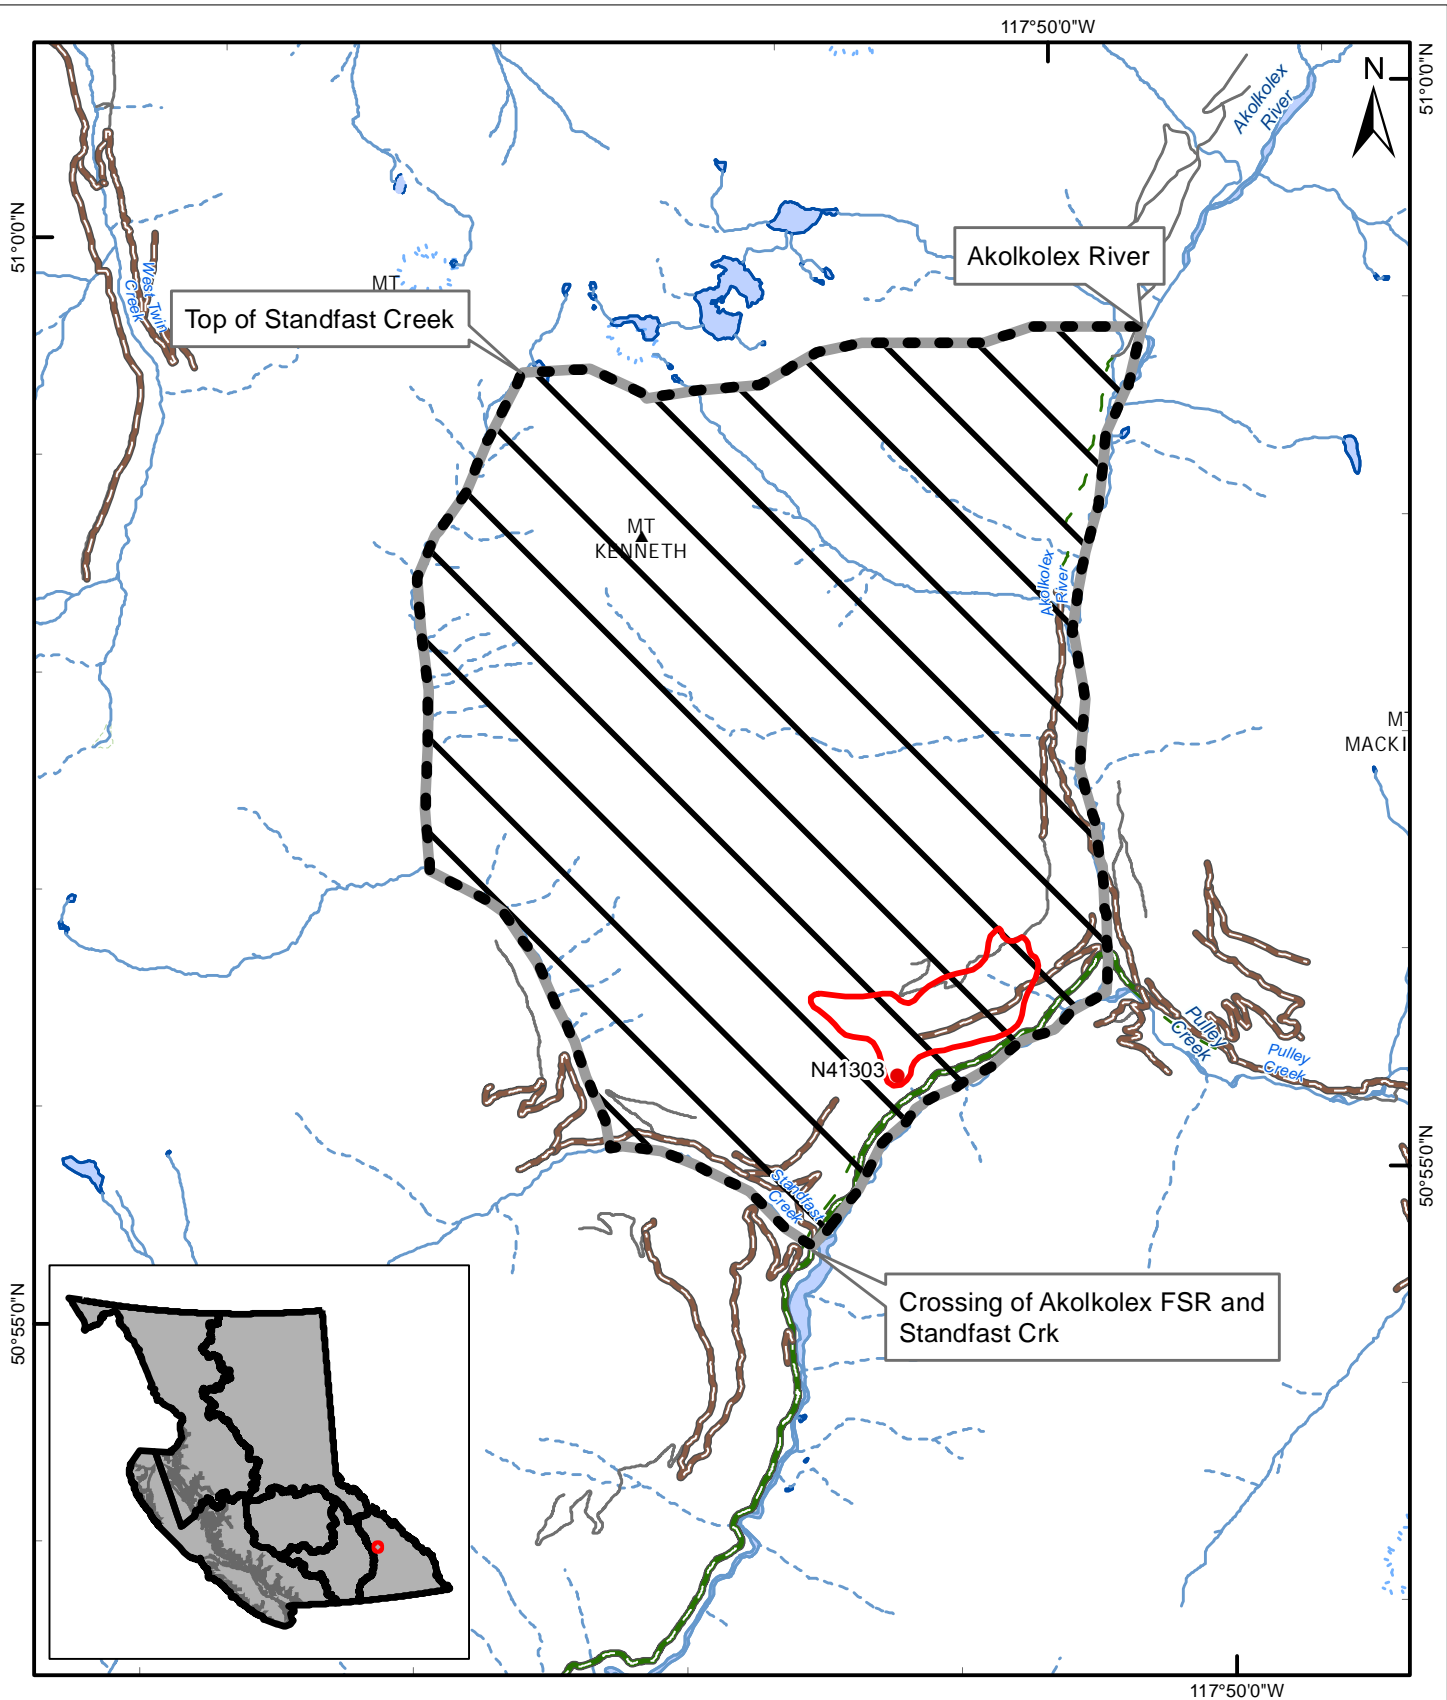 117°50'0"W
51°0'0"N
N
Akolkolex
River
51°0'0"N
Akolkolex River
West Twin
Creek
MT
Top of Standfast Creek
MT
KENNETH
Akolkolex
River
MT
MACKI
Pulley
Creek
Pulley
Creek
N41303
Standfast
Creek
50°55'0"N
Crossing of Akolkolex FSR and
Standfast Crk
50°55'0"N
117°50'0"W